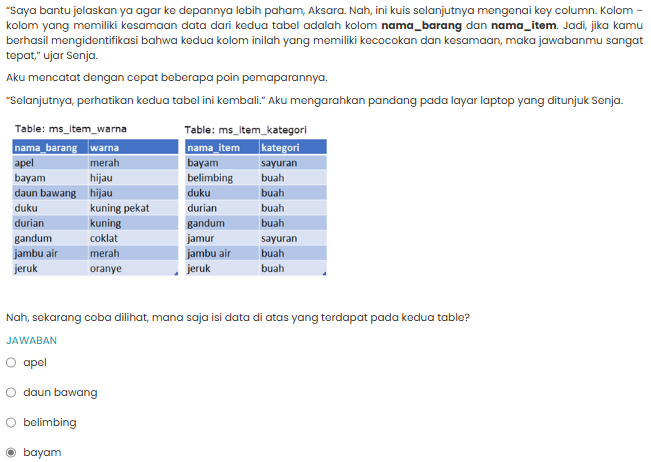 “Saya bantu jelaskan ya agar ke depannya lebih paham, Aksara. Nah, ini kuis selanjutnya mengenai key column. Kolom –
kolom yang memiliki kesamaan data dari kedua tabel adalah kolom nama_barang dan nama_item. Jadi, jika kamu
berhasil mengidentifikasi bahwa kedua kolom inilah yang memiliki kecocokan dan kesamaan, maka jawabanmu sangat
tepat,” ujar Senja.
Aku mencatat dengan cepat beberapa poin pemaparannya.
“Selanjutnya, perhatikan kedua tabel ini kembali.” Aku mengarahkan pandang pada layar laptop yang ditunjuk Senja.
Table: ms_item_warna
nama_barang warna
apel merah
bayam hijau
daun bawang hijau
duku kuning pekat
durian kuning
gandum coklat
jambu air merah
jeruk oranye
Table: ms_item_kategori
nama_item kategori
bayam sayuran
belimbing buah
duku buah
durian buah
gandum buah
jamur sayuran
jambu air buah
jeruk buah
Nah, sekarang coba dilihat, mana saja isi data di atas yang terdapat pada kedua table?
JAWABAN
apel
daun bawang
belimbing
bayam